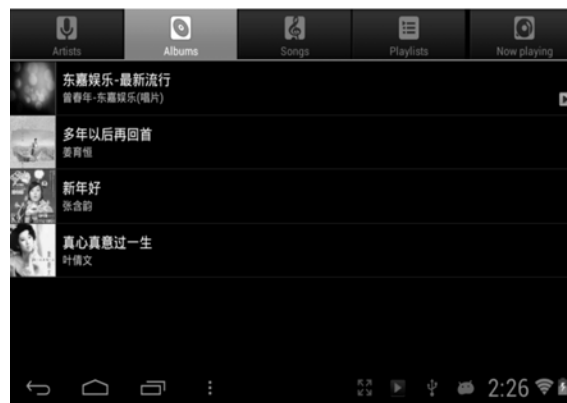 Artists
Albums
Songs
Playlists
Now playing
东嘉娱乐-最新流行
曾春年-东嘉娱乐(唱片)
多年以后再回首
姜育恒
新年好
张含韵
真心真意过一生
叶倩文
2:26